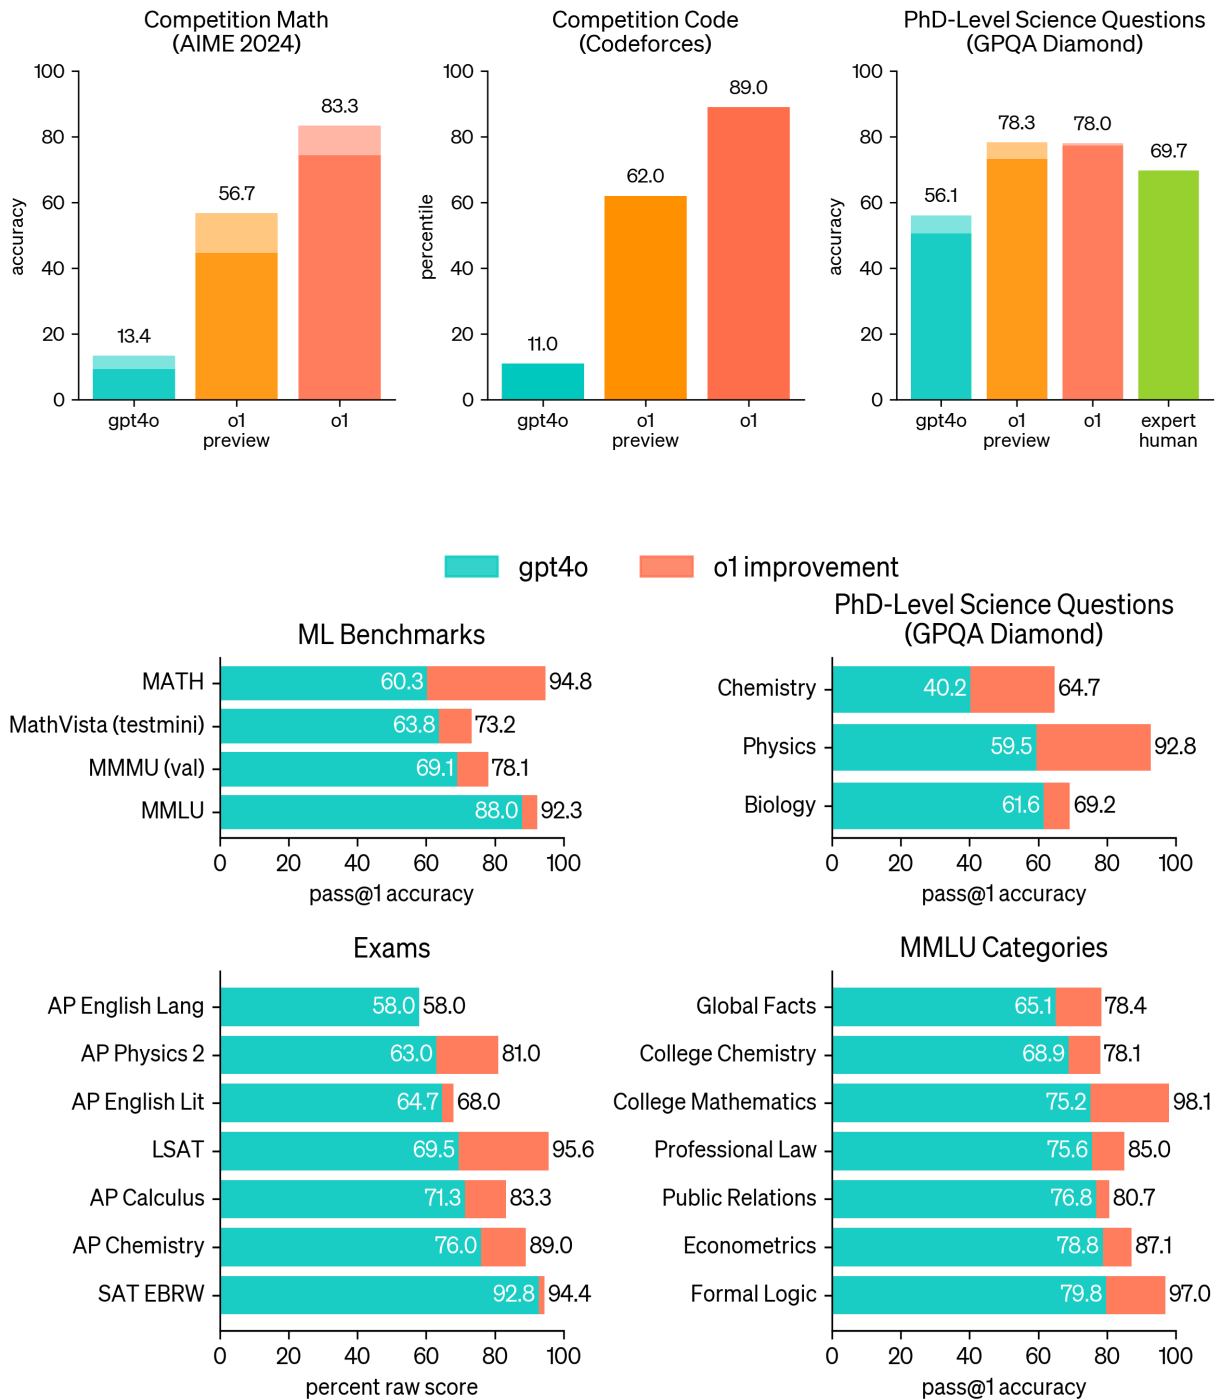 Competition Math
(AIME 2024)
100
80
60
40
20
0
accuracy
13.4
56.7
83.3
gpt4o
o1
preview
o1
Competition Code
(Codeforces)
100
80
60
40
20
0
percentile
11.0
62.0
89.0
gpt4o
o1
preview
o1
PhD-Level Science Questions
(GPQA Diamond)
100
80
60
40
20
0
accuracy
56.1
78.3
78.0
69.7
gpt4o
o1
preview
o1
expert
human
gpt4o
o1 improvement
ML Benchmarks
MATH 60.3 94.8
MathVista (testmini) 63.8 73.2
MMMU (val) 69.1 78.1
MMLU 88.0 92.3
0 20 40 60 80 100
pass@1 accuracy
PhD-Level Science Questions
(GPQA Diamond)
Chemistry 40.2 64.7
Physics 59.5 92.8
Biology 61.6 69.2
0 20 40 60 80 100
pass@1 accuracy
Exams
AP English Lang 58.0 58.0
AP Physics 2 63.0 81.0
AP English Lit 64.7 68.0
LSAT 69.5 95.6
AP Calculus 71.3 83.3
AP Chemistry 76.0 89.0
SAT EBRW 92.8 94.4
0 20 40 60 80 100
percent raw score
MMLU Categories
Global Facts 65.1 78.4
College Chemistry 68.9 78.1
College Mathematics 75.2 98.1
Professional Law 75.6 85.0
Public Relations 76.8 80.7
Econometrics 78.8 87.1
Formal Logic 79.8 97.0
0 20 40 60 80 100
pass@1 accuracy